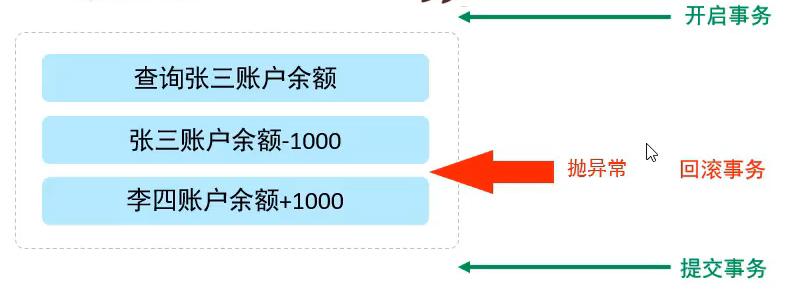 开启事务
查询张三账户余额
张三账户余额-1000
抛异常 回滚事务
李四账户余额+1000
提交事务